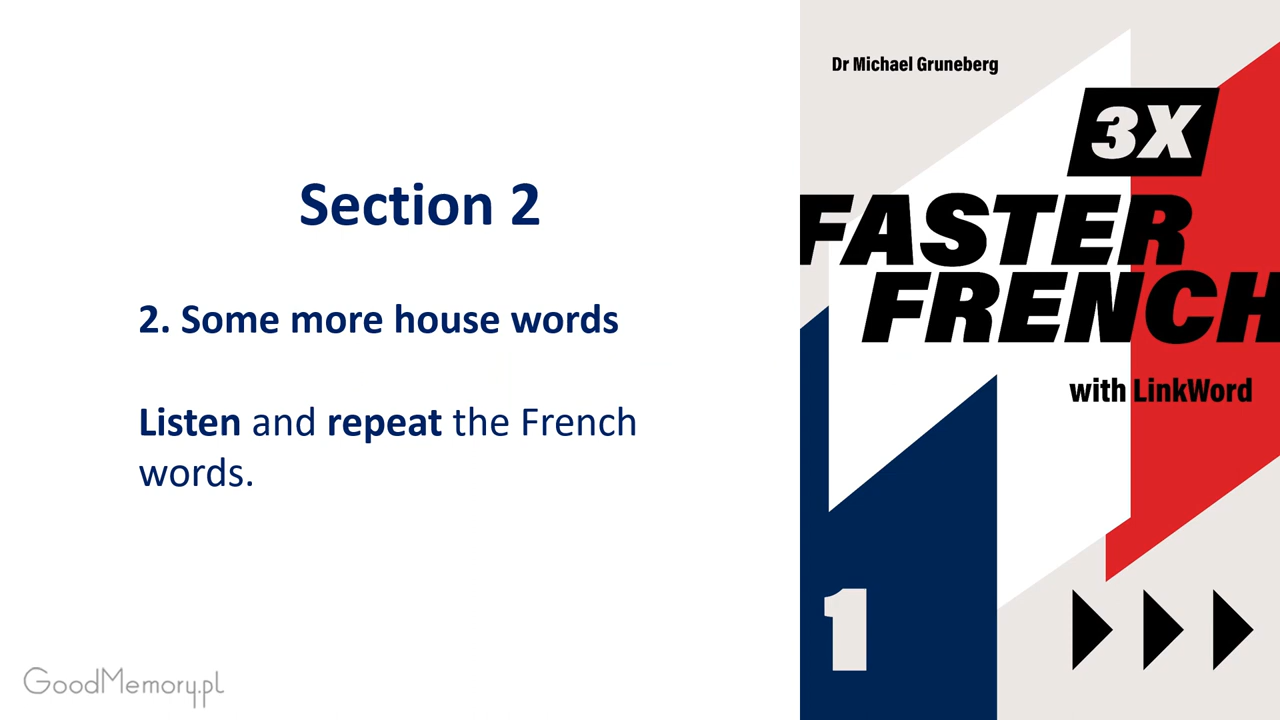 Section 2
2. Some more house words
Listen and repeat the French
words.
GoodMemory.pl
Dr Michael Gruneberg
3X
FASTER
FRENCH
with LinkWord
1